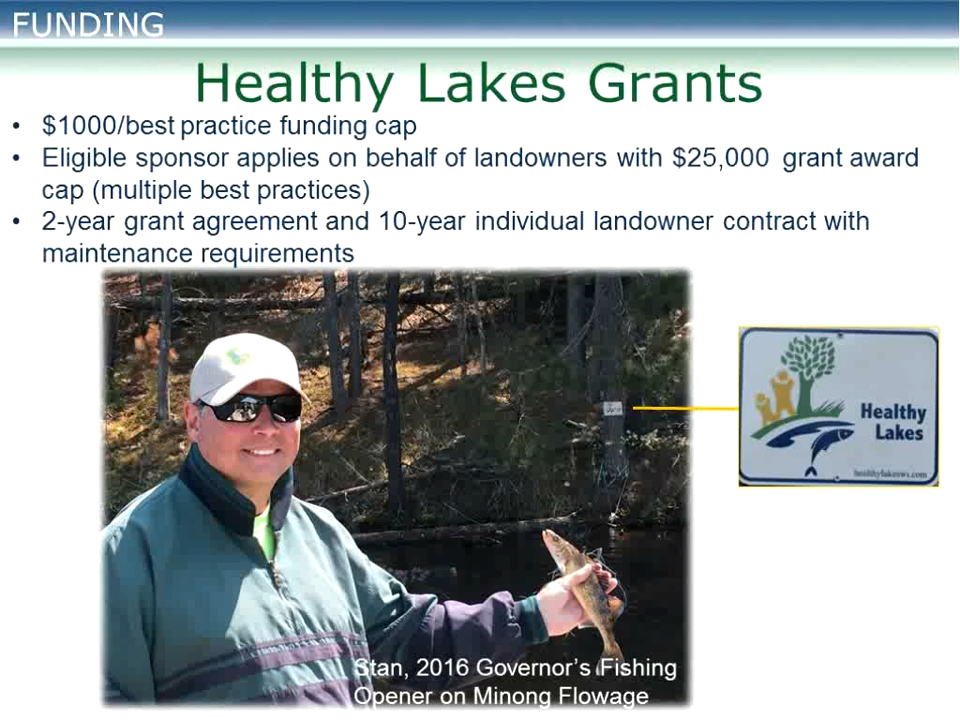 FUNDING
Healthy Lakes Grants
• $1000/best practice funding cap
• Eligible sponsor applies on behalf of landowners with $25,000 grant award
cap (multiple best practices)
• 2-year grant agreement and 10-year individual landowner contract with
maintenance requirements
Healthy
Lakes
healthylakeswi.com
Stan, 2016 Governor's Fishing
Opener on Minong Flowage